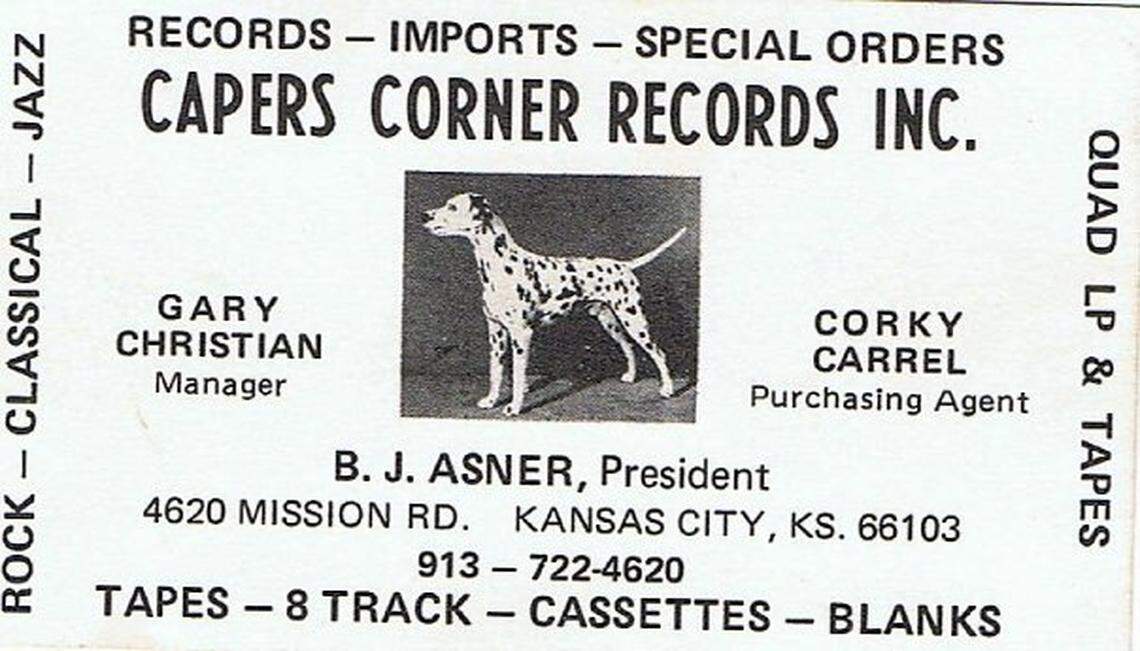 RECORDS – IMPORTS – SPECIAL ORDERS
CAPERS CORNER RECORDS INC.
ROCK – CLASSICAL – JAZZ
QUAD LP & TAPES
GARY
CHRISTIAN
Manager
CORKY
CARREL
Purchasing Agent
B. J. ASNER, President
4620 MISSION RD. KANSAS CITY, KS. 66103
913 – 722-4620
TAPES – 8 TRACK – CASSETTES – BLANKS